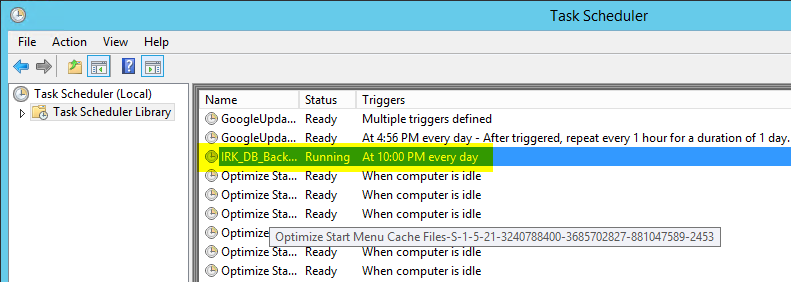 Task Scheduler
File Action View Help
Task Scheduler (Local)
Task Scheduler Library
Name Status Triggers
GoogleUpda... Ready Multiple triggers defined
GoogleUpda... Ready At 4:56 PM every day - After triggered, repeat every 1 hour for a duration of 1 day.
IRK_DB_Back... Running At 10:00 PM every day
Optimize Sta... Ready When computer is idle
Optimize Sta... Ready When computer is idle
Optimize Sta... Ready When computer is idle
Optimize
Optimize Start Menu Cache Files-S-1-5-21-3240788400-3685702827-881047589-2453
Optimize Sta... Ready When computer is idle
Optimize Sta... Ready When computer is idle